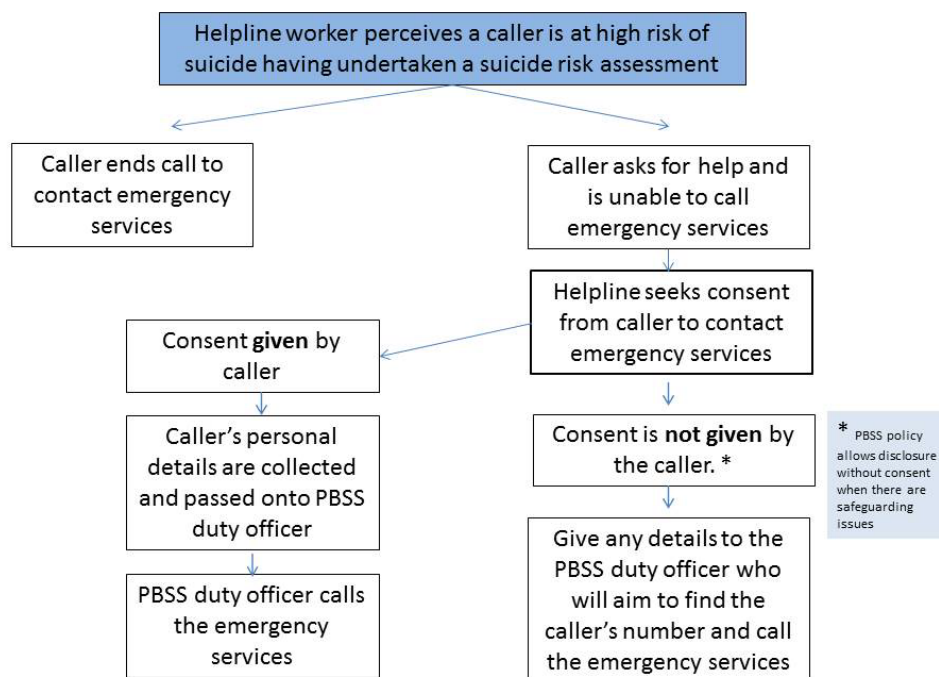 Helpline worker perceives a caller is at high risk of
suicide having undertaken a suicide risk assessment
Caller ends call to
contact emergency
services
Caller asks for help and
is unable to call
emergency services
Helpline seeks consent
from caller to contact
emergency services
Consent given by
caller
Caller's personal
details are collected
and passed onto PBSS
duty officer
PBSS duty officer calls
the emergency
services
Consent is not given by
the caller. *
* PBSS policy
allows disclosure
without consent
when there are
safeguarding
issues
Give any details to the
PBSS duty officer who
will aim to find the
caller's number and call
the emergency services